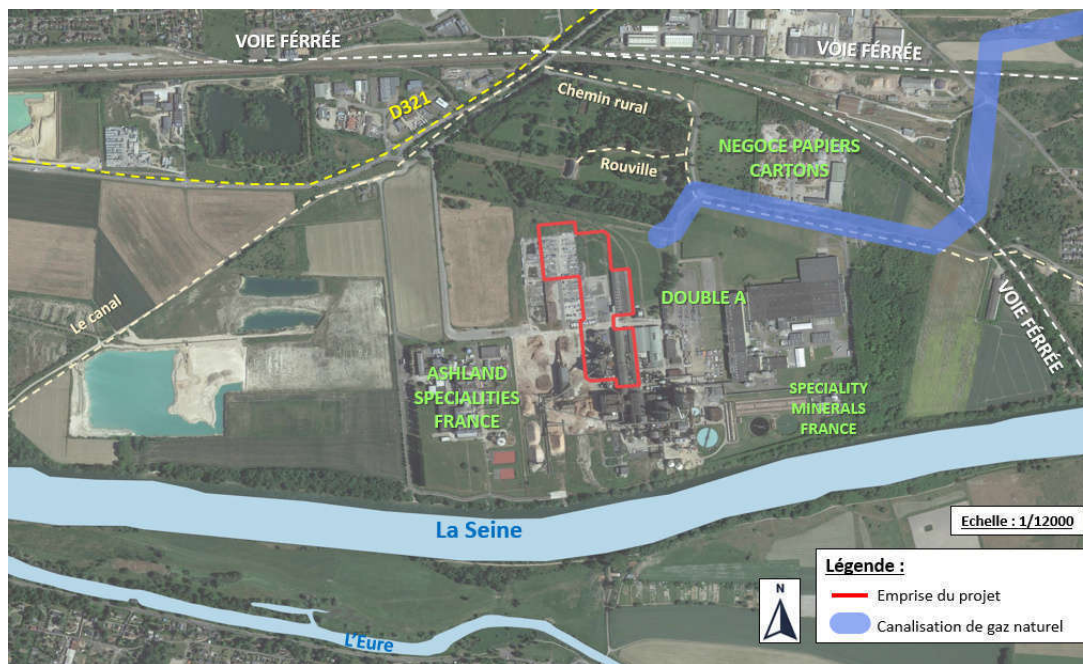 VOIE FÉRRÉE
VOIE FÉRRÉE
D321
Chemin rural
NEGOCE PAPIERS
CARTONS
Rouville
Le canal
DOUBLE A
VOIE FÉRRÉE
ASHLAND
SPECIALITIES
FRANCE
SPECIALITY
MINERALS
FRANCE
La Seine
Echelle : 1/12000
Légende :
N
Emprise du projet
Canalisation de gaz naturel
L'Eure